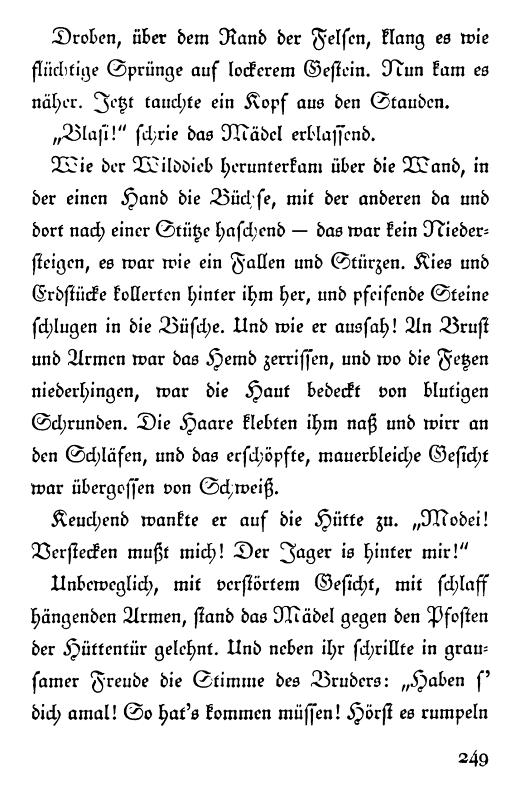 Droben, über dem Rand der Felsen, klang es wie
flüchtige Sprünge auf lockerem Gestein. Nun kam es
näher. Jetzt tauchte ein Kopf aus den Stauden.
„Blasi!“ schrie das Mädel erblassend.
Wie der Wilddieb herunterkam über die Wand, in
der einen Hand die Büchse, mit der anderen da und
dort nach einer Stütze haschend — das war kein Nieder-
steigen, es war wie ein Fallen und Stürzen. Kies und
Erdstücke kollerten hinter ihm her, und pfeifende Steine
schlugen in die Büsche. Und wie er aussah! An Brust
und Armen war das Hemd zerrissen, und wo die Fetzen
niederhingen, war die Haut bedeckt von blutigen
Schrunden. Die Haare klebten ihm naß und wirr an
den Schläfen, und das erschöpfte, mauerbleiche Gesicht
war übergossen von Schweiß.
Keuchend wankte er auf die Hütte zu. „Modei!
Verstecken mußt mich! Der Jager is hinter mir!“
Unbeweglich, mit verstörtem Gesicht, mit schlaff
hängenden Armen, stand das Mädel gegen den Pfosten
der Hüttentür gelehnt. Und neben ihr schrillte in grau-
samer Freude die Stimme des Bruders: „Haben s'
dich amal! So hat's kommen müssen! Hörst es rumpeln
249